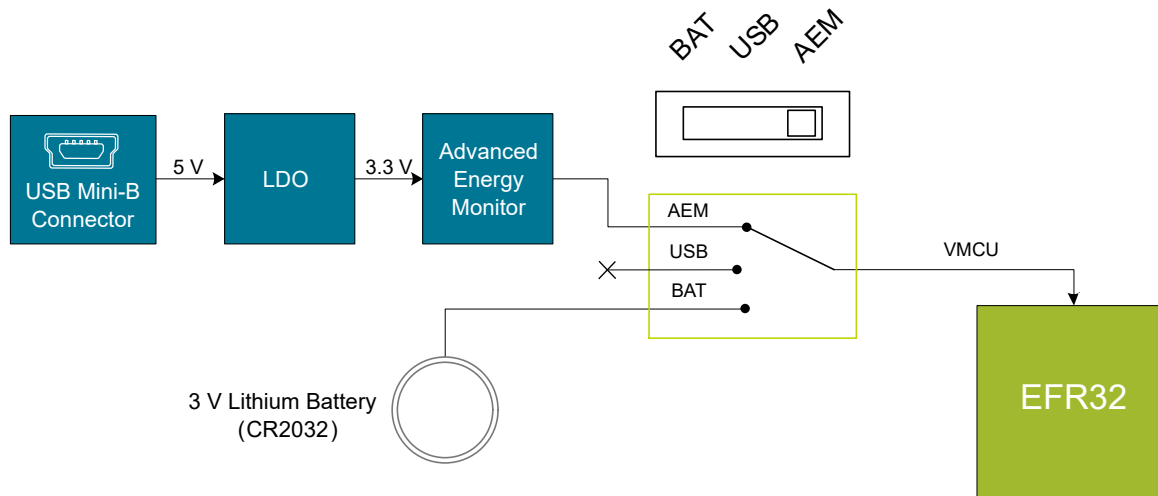 BAT
USB
AEM
USB Mini-B
Connector
5 V
LDO
3.3 V
Advanced
Energy
Monitor
AEM
USB
BAT
VMCU
3 V Lithium Battery
(CR2032)
EFR32